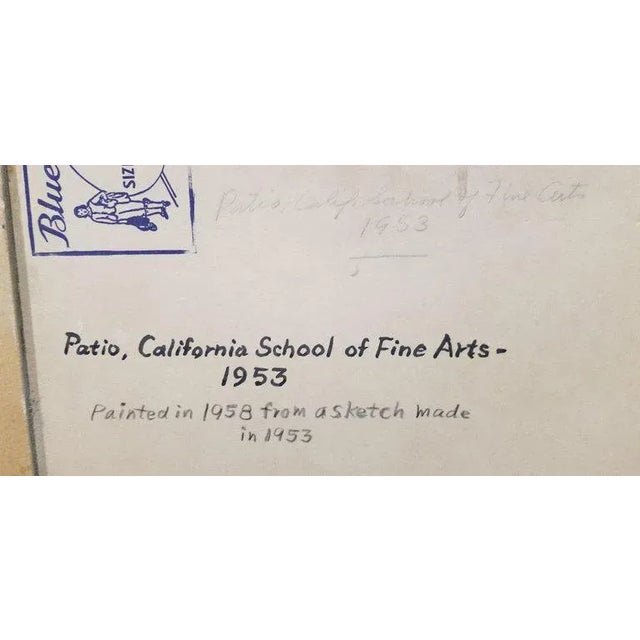 Blue
SIZ
Patio, Calif. School of Fine Arts
1953
Patio, California School of Fine Arts -
1953
Painted in 1958 from a sketch made
in 1953